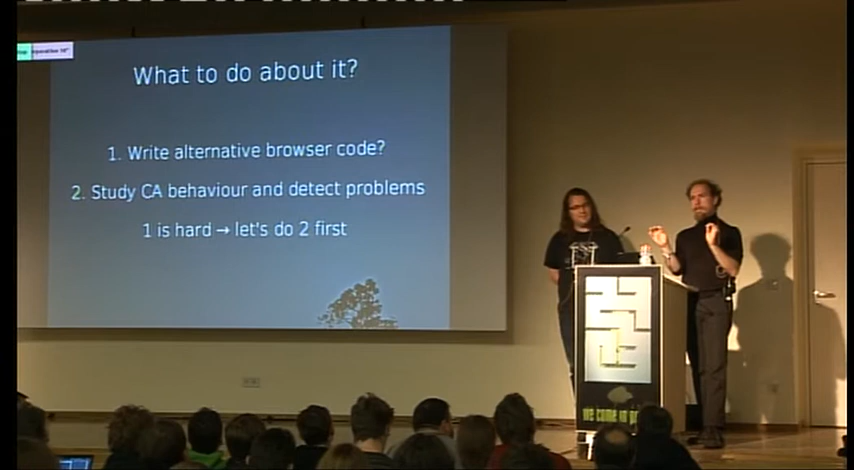 What to do about it?
1. Write alternative browser code?
2. Study CA behaviour and detect problems
1 is hard → let's do 2 first
we come in